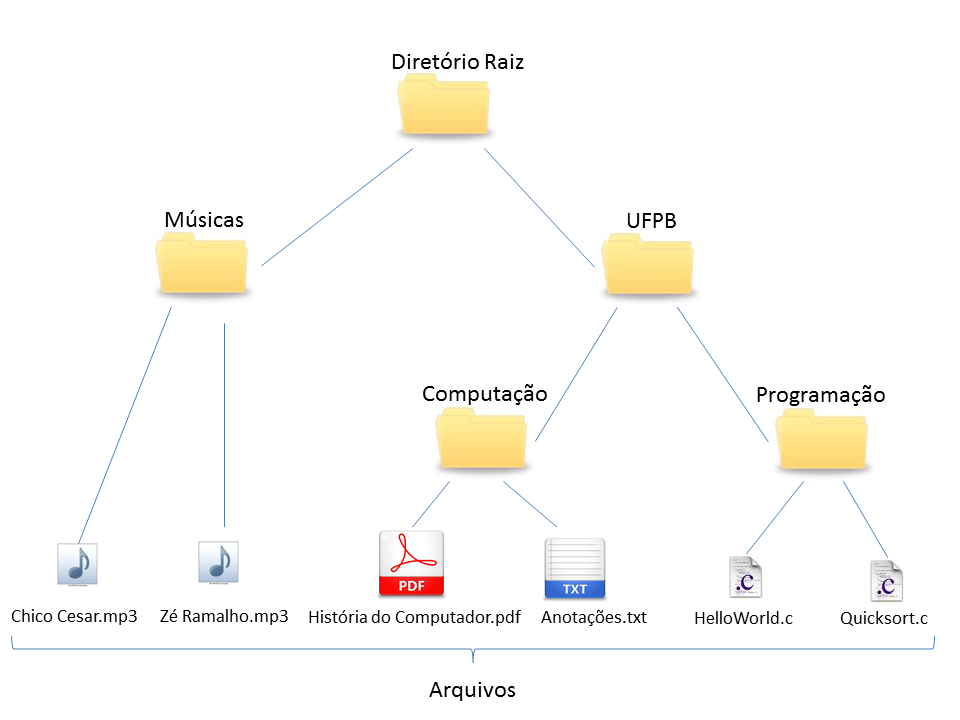 Diretório Raiz
Músicas
UFPB
Computação
Programação
PDF
TXT
.c
.c
Chico Cesar.mp3
Zé Ramalho.mp3
História do Computador.pdf
Anotações.txt
HelloWorld.c
Quicksort.c
Arquivos